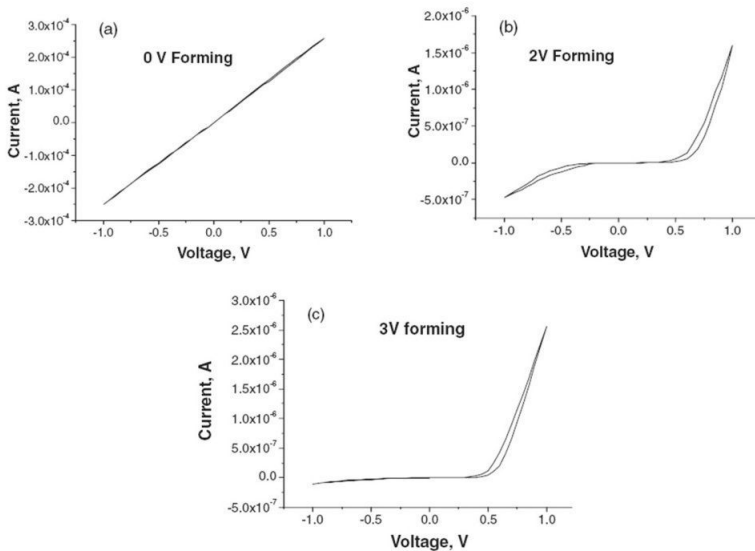 (a)
0 V Forming
3.0x10⁻⁴
2.0x10⁻⁴
1.0x10⁻⁴
0.0
-1.0x10⁻⁴
-2.0x10⁻⁴
-3.0x10⁻⁴
Current, A
-1.0 -0.5 0.0 0.5 1.0
Voltage, V
(b)
2V Forming
2.0x10⁻⁶
1.5x10⁻⁶
1.0x10⁻⁶
5.0x10⁻⁷
0.0
-5.0x10⁻⁷
Current, A
-1.0 -0.5 0.0 0.5 1.0
Voltage, V
(c)
3V forming
3.0x10⁻⁶
2.5x10⁻⁶
2.0x10⁻⁶
1.5x10⁻⁶
1.0x10⁻⁶
5.0x10⁻⁷
0.0
-5.0x10⁻⁷
Current, A
-1.0 -0.5 0.0 0.5 1.0
Voltage, V